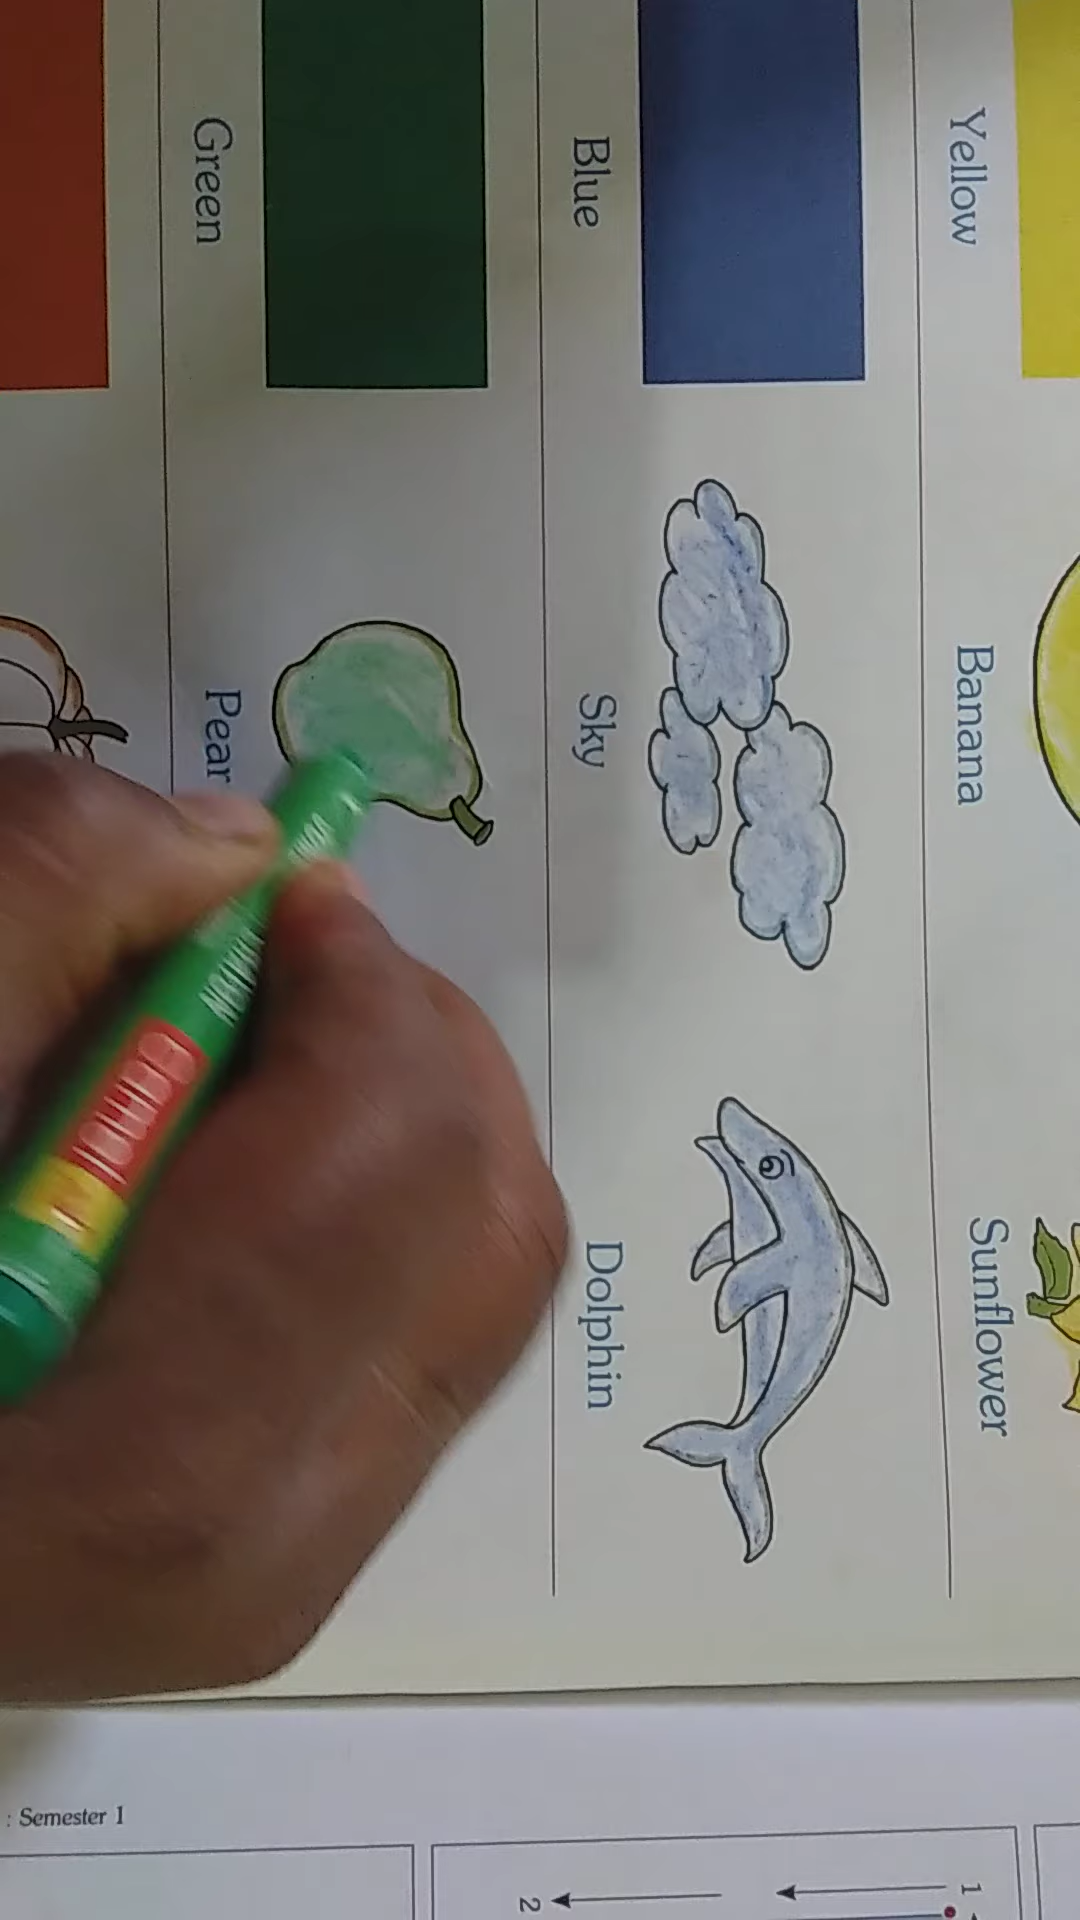 Yellow
Banana
Sunflower
Blue
Sky
Dolphin
Green
Pear
: Semester 1
1
2